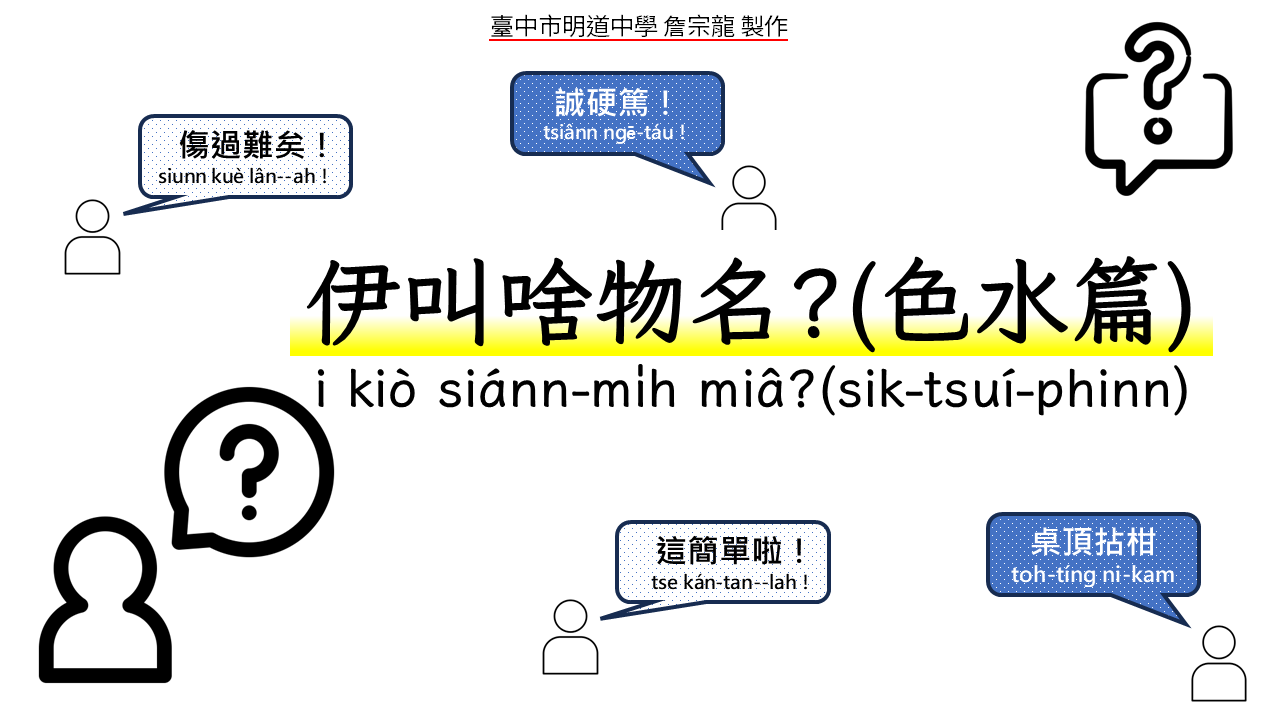 臺中市明道中學 詹宗龍 製作
誠硬篤！
tsiânn ngē-táu !
傷過難矣！
siunn kuè lân--ah !
伊叫啥物名?(色水篇)
i kiò siánn-mi̍h miâ?(sik-tsuí-phinn)
這簡單啦！
tse kán-tan--lah !
桌頂拈柑
toh-tíng ni-kam